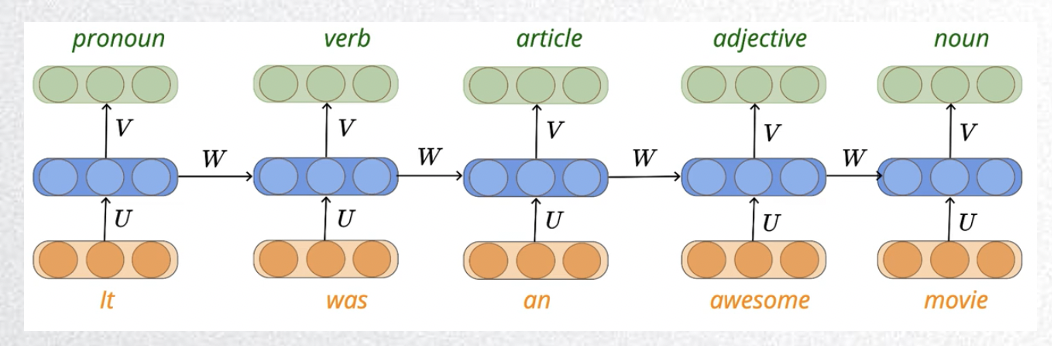 pronoun verb article adjective noun
V V V V V
W W W W
U U U U U
It was an awesome movie